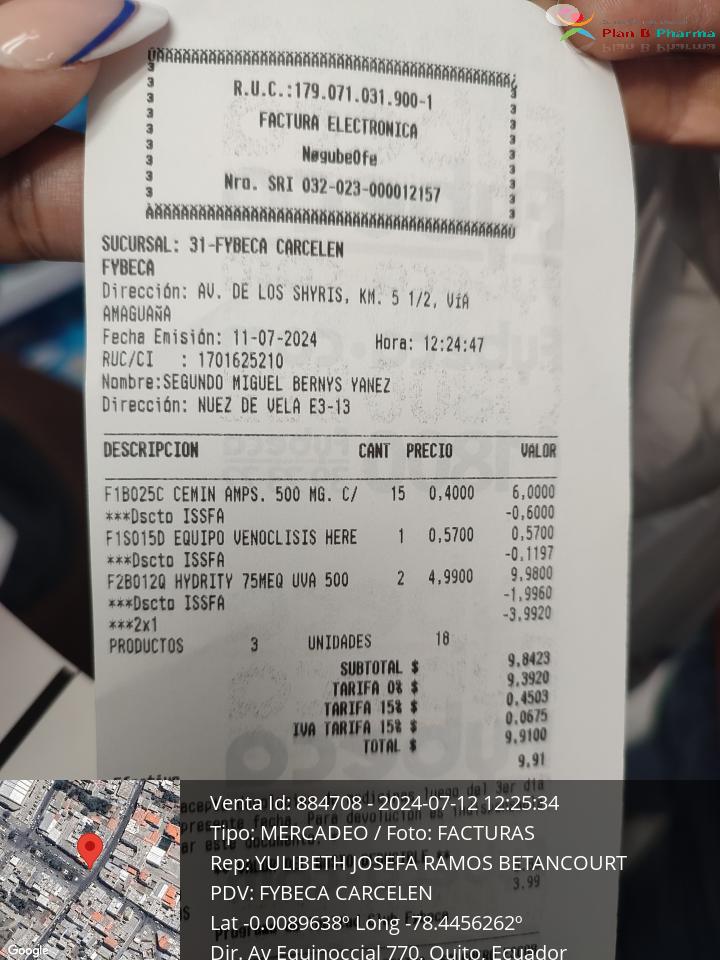 Plan B Pharma
R.U.C.:179.071.031.900-1
FACTURA ELECTRONICA
NøgubeOfe
Nro. SRI 032-023-000012157
SUCURSAL: 31-FYBECA CARCELEN
FYBECA
Dirección: AV. DE LOS SHYRIS, KM. 5 1/2, VíA
AMAGUAñA
Fecha Emisión: 11-07-2024 Hora: 12:24:47
RUC/CI : 1701625210
Nombre:SEGUNDO MIGUEL BERNYS YANEZ
Dirección: NUEZ DE VELA E3-13
DESCRIPCION CANT PRECIO VALOR
F1B025C CEMIN AMPS. 500 MG. C/ 15 0,4000 6,0000
***Dscto ISSFA -0,6000
F1S015D EQUIPO VENOCLISIS HERE 1 0,5700 0,5700
***Dscto ISSFA -0,1197
F2B012Q HYDRITY 75MEQ UVA 500 2 4,9900 9,9800
***Dscto ISSFA -1,9960
***2x1 -3,9920
PRODUCTOS 3 UNIDADES 18
SUBTOTAL $ 9,8423
TARIFA 0% $ 9,3920
TARIFA 15% $ 0,4503
IVA TARIFA 15% $ 0,0675
TOTAL $ 9,9100
9,91
Venta Id: 884708 - 2024-07-12 12:25:34
Tipo: MERCADEO / Foto: FACTURAS
Rep: YULIBETH JOSEFA RAMOS BETANCOURT
PDV: FYBECA CARCELEN
3,99
Lat -0.0089638º Long -78.4456262º
Dir. Av Equinoccial 770, Quito, Ecuador
Google